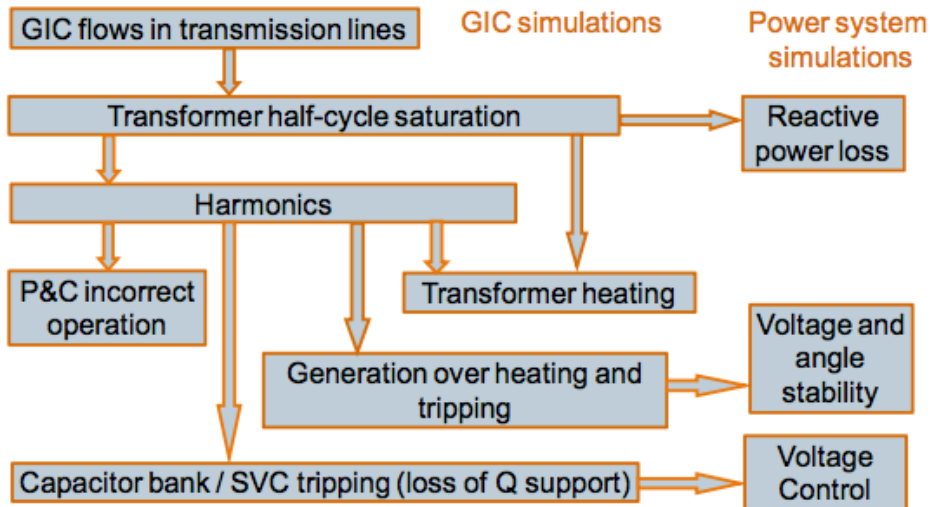 GIC flows in transmission lines
GIC simulations
Power system
simulations
Transformer half-cycle saturation
Reactive
power loss
Harmonics
P&C incorrect
operation
Transformer heating
Generation over heating and
tripping
Voltage and
angle
stability
Capacitor bank / SVC tripping (loss of Q support)
Voltage
Control